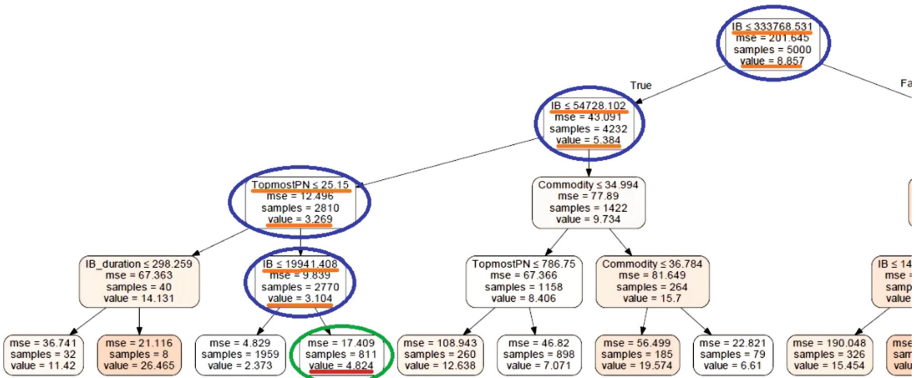 IB ≤ 333768.531
mse = 201.645
samples = 5000
value = 8.857
True
IB ≤ 54728.102
mse = 43.091
samples = 4232
value = 5.384
TopmostPN ≤ 25.15
mse = 12.496
samples = 2810
value = 3.269
Commodity ≤ 34.994
mse = 77.89
samples = 1422
value = 9.734
IB_duration ≤ 298.259
mse = 67.363
samples = 40
value = 14.131
IB ≤ 19941.408
mse = 9.839
samples = 2770
value = 3.104
TopmostPN ≤ 786.75
mse = 67.366
samples = 1158
value = 8.406
Commodity ≤ 36.784
mse = 81.649
samples = 264
value = 15.7
mse = 36.741
samples = 32
value = 11.42
mse = 21.116
samples = 8
value = 26.465
mse = 4.829
samples = 1959
value = 2.373
mse = 17.409
samples = 811
value = 4.824
mse = 108.943
samples = 260
value = 12.638
mse = 46.82
samples = 898
value = 7.071
mse = 56.499
samples = 185
value = 19.574
mse = 22.821
samples = 79
value = 6.61
mse = 190.048
samples = 326
value = 15.454